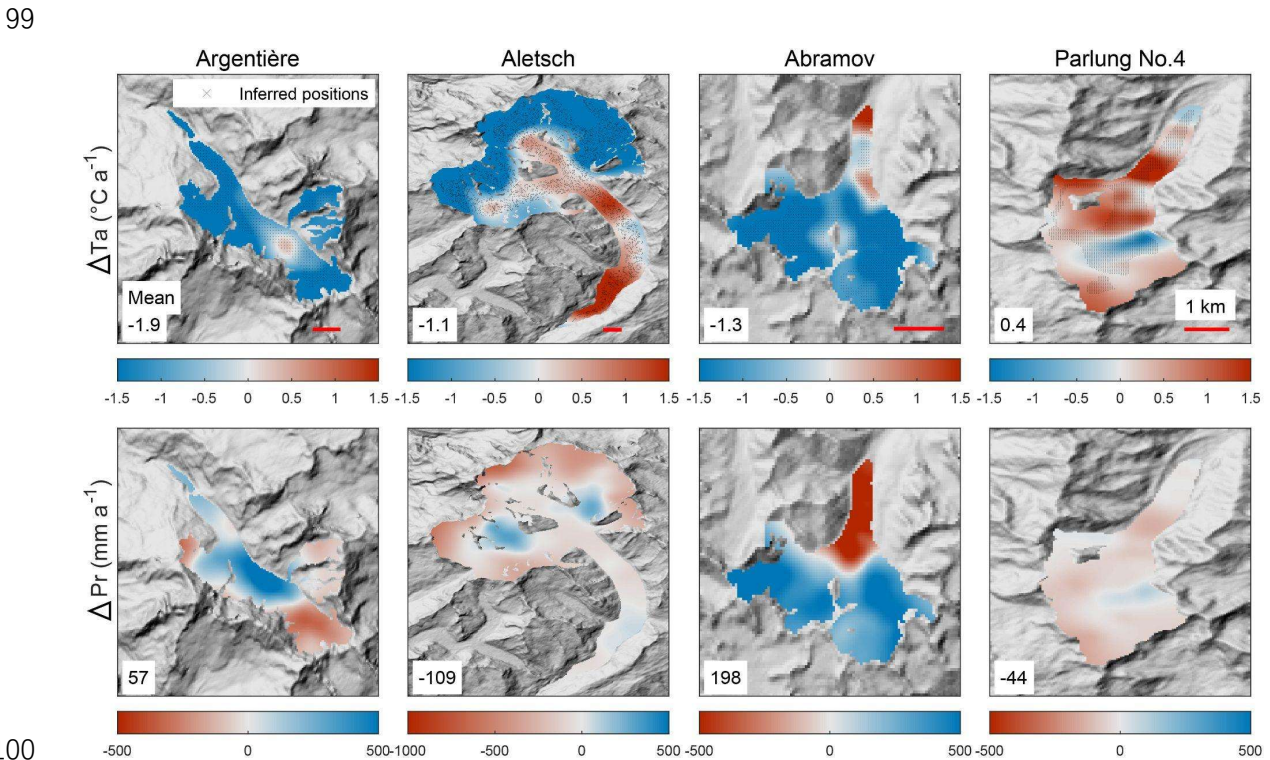 99
Argentière Aletsch Abramov Parlung No.4
× Inferred positions
ΔTa (°C a⁻¹)
Mean
-1.9 -1.1 -1.3 0.4 1 km
-1.5 -1 -0.5 0 0.5 1 1.5 -1.5 -1 -0.5 0 0.5 1 1.5 -1.5 -1 -0.5 0 0.5 1 1.5 -1.5 -1 -0.5 0 0.5 1 1.5
ΔPr (mm a⁻¹)
57 -109 198 -44
-500 0 500 -1000 -500 0 500 -500 0 500 -500 0 500